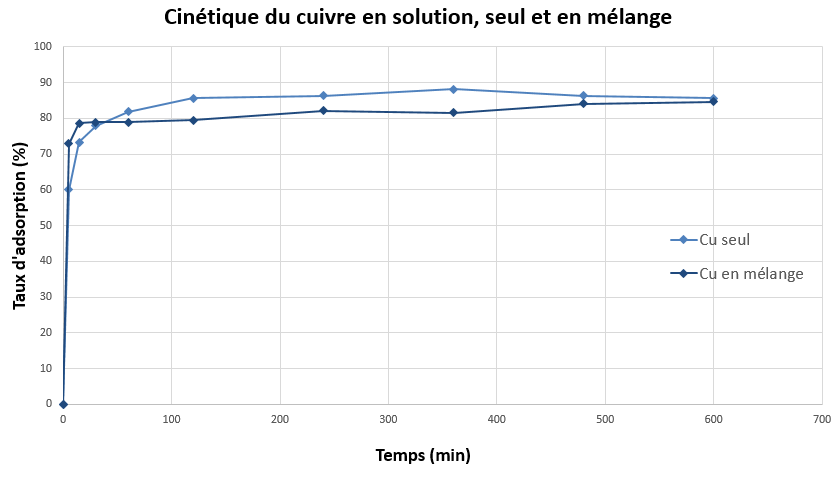 Cinétique du cuivre en solution, seul et en mélange
100
90
80
70
60
50
40
30
20
10
0
Taux d'adsorption (%)
0 100 200 300 400 500 600 700
Temps (min)
Cu seul
Cu en mélange